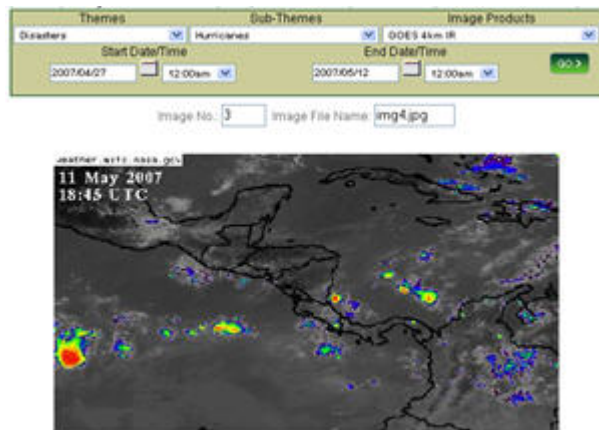 Themes Sub-Themes Image Products
Disasters Hurricanes GOES 4km IR
Start Date/Time End Date/Time
2007/04/27 12:00am 2007/05/12 12:00am GO >
Image No.: 3 Image File Name: img4.jpg
weather.msfc.nasa.gov
11 May 2007
18:45 UTC